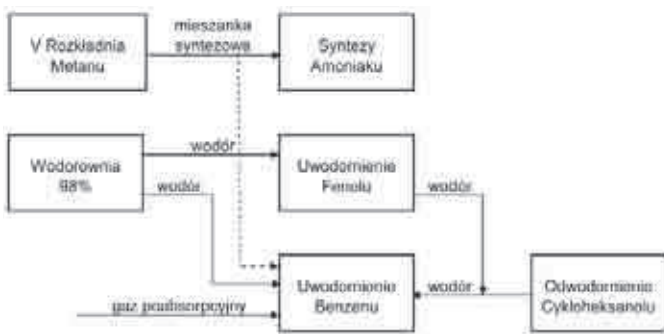 mieszanka
syntezowa
V Rozkładnia
Metanu
Syntezy
Amoniaku
wodór
Wodorownia
98%
Uwodornienie
Fenolu
wodór
wodór
Uwodornienie
Benzenu
wodór
Odwodornienie
Cykloheksanolu
gaz poabsorpcyjny